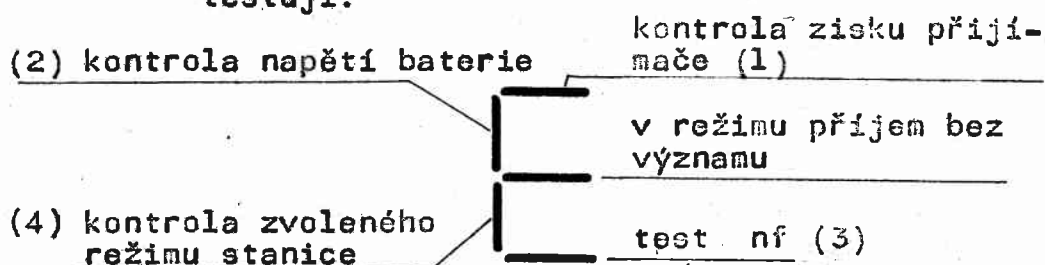 testují:
kontrola zisku přijí-
mače (1)
(2) kontrola napětí baterie
v režimu příjem bez
významu
(4) kontrola zvoleného
režimu stanice
test nf (3)